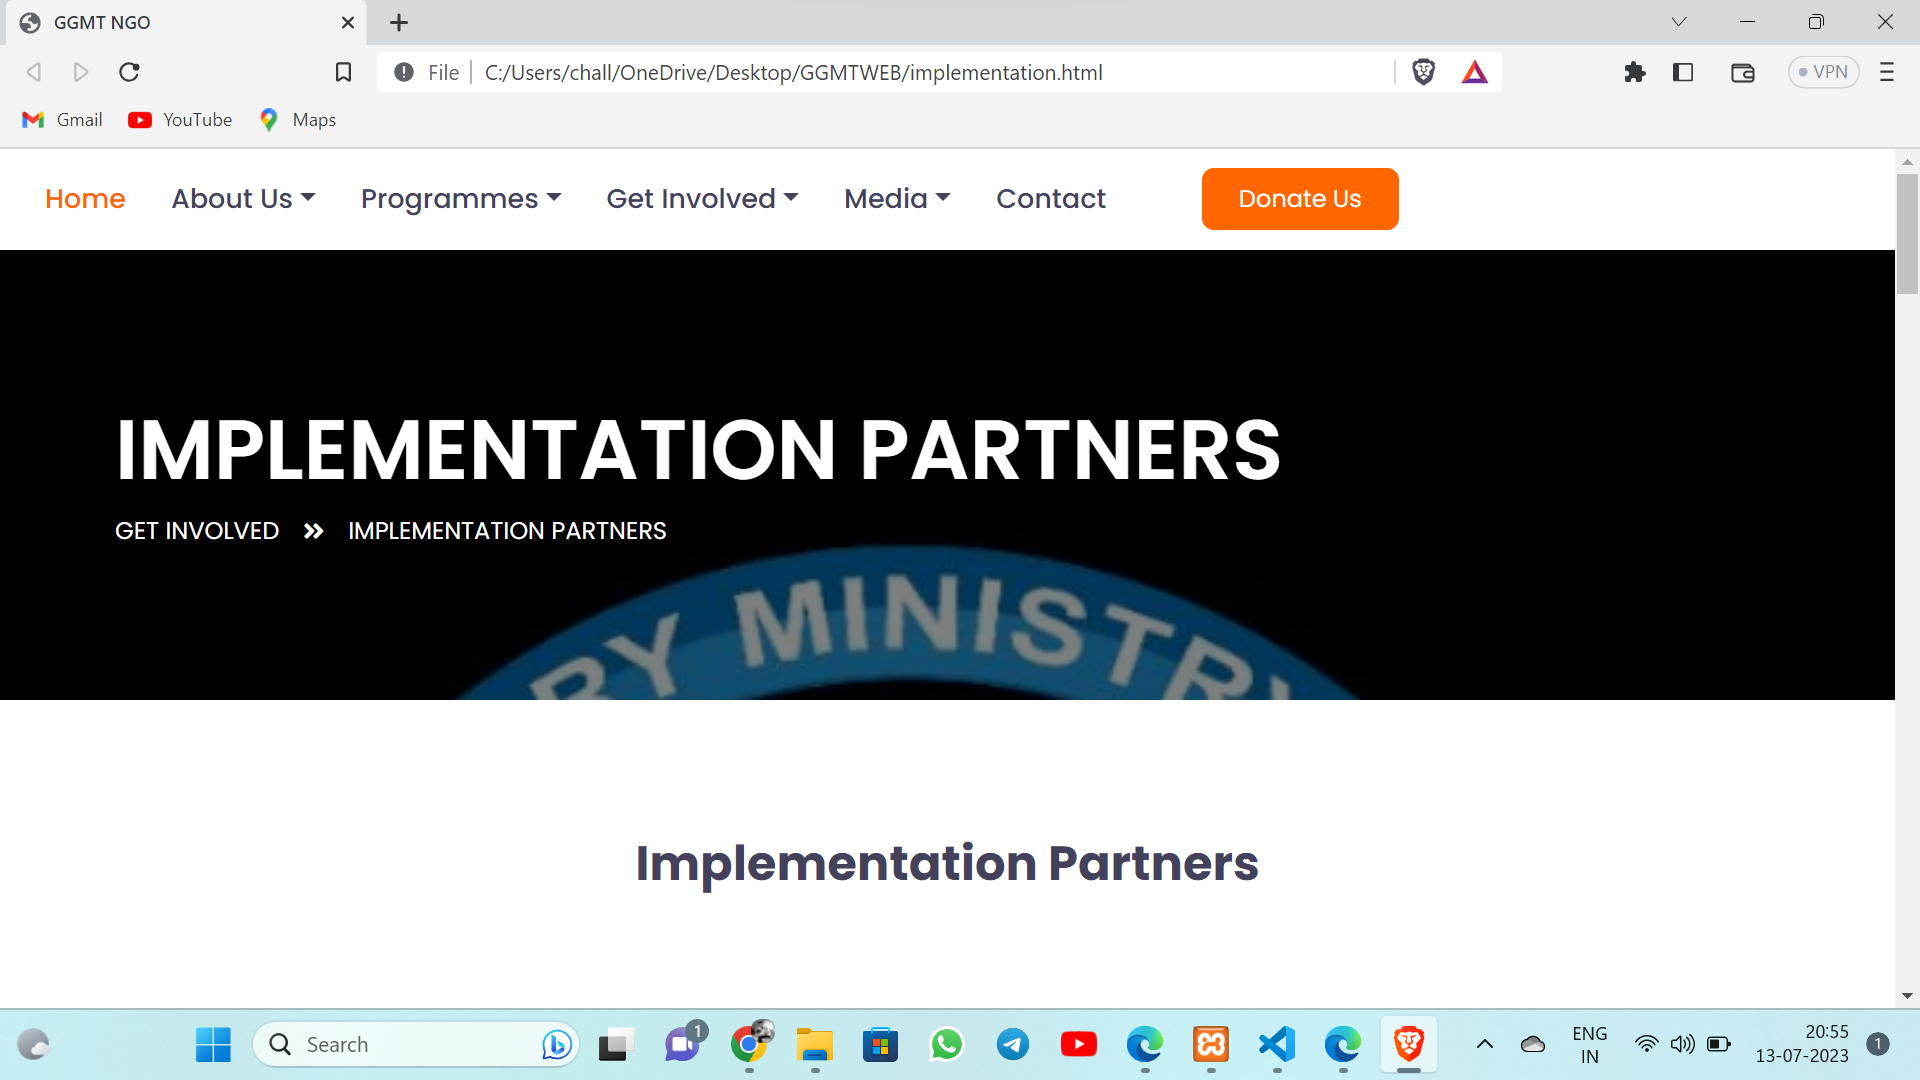 GGMT NGO
File C:/Users/chall/OneDrive/Desktop/GGMTWEB/implementation.html
VPN
Gmail YouTube Maps
Home About Us Programmes Get Involved Media Contact Donate Us
IMPLEMENTATION PARTNERS
GET INVOLVED » IMPLEMENTATION PARTNERS
RY MINISTRY
Implementation Partners
Search
1
ENG
IN
20:55
13-07-2023
1